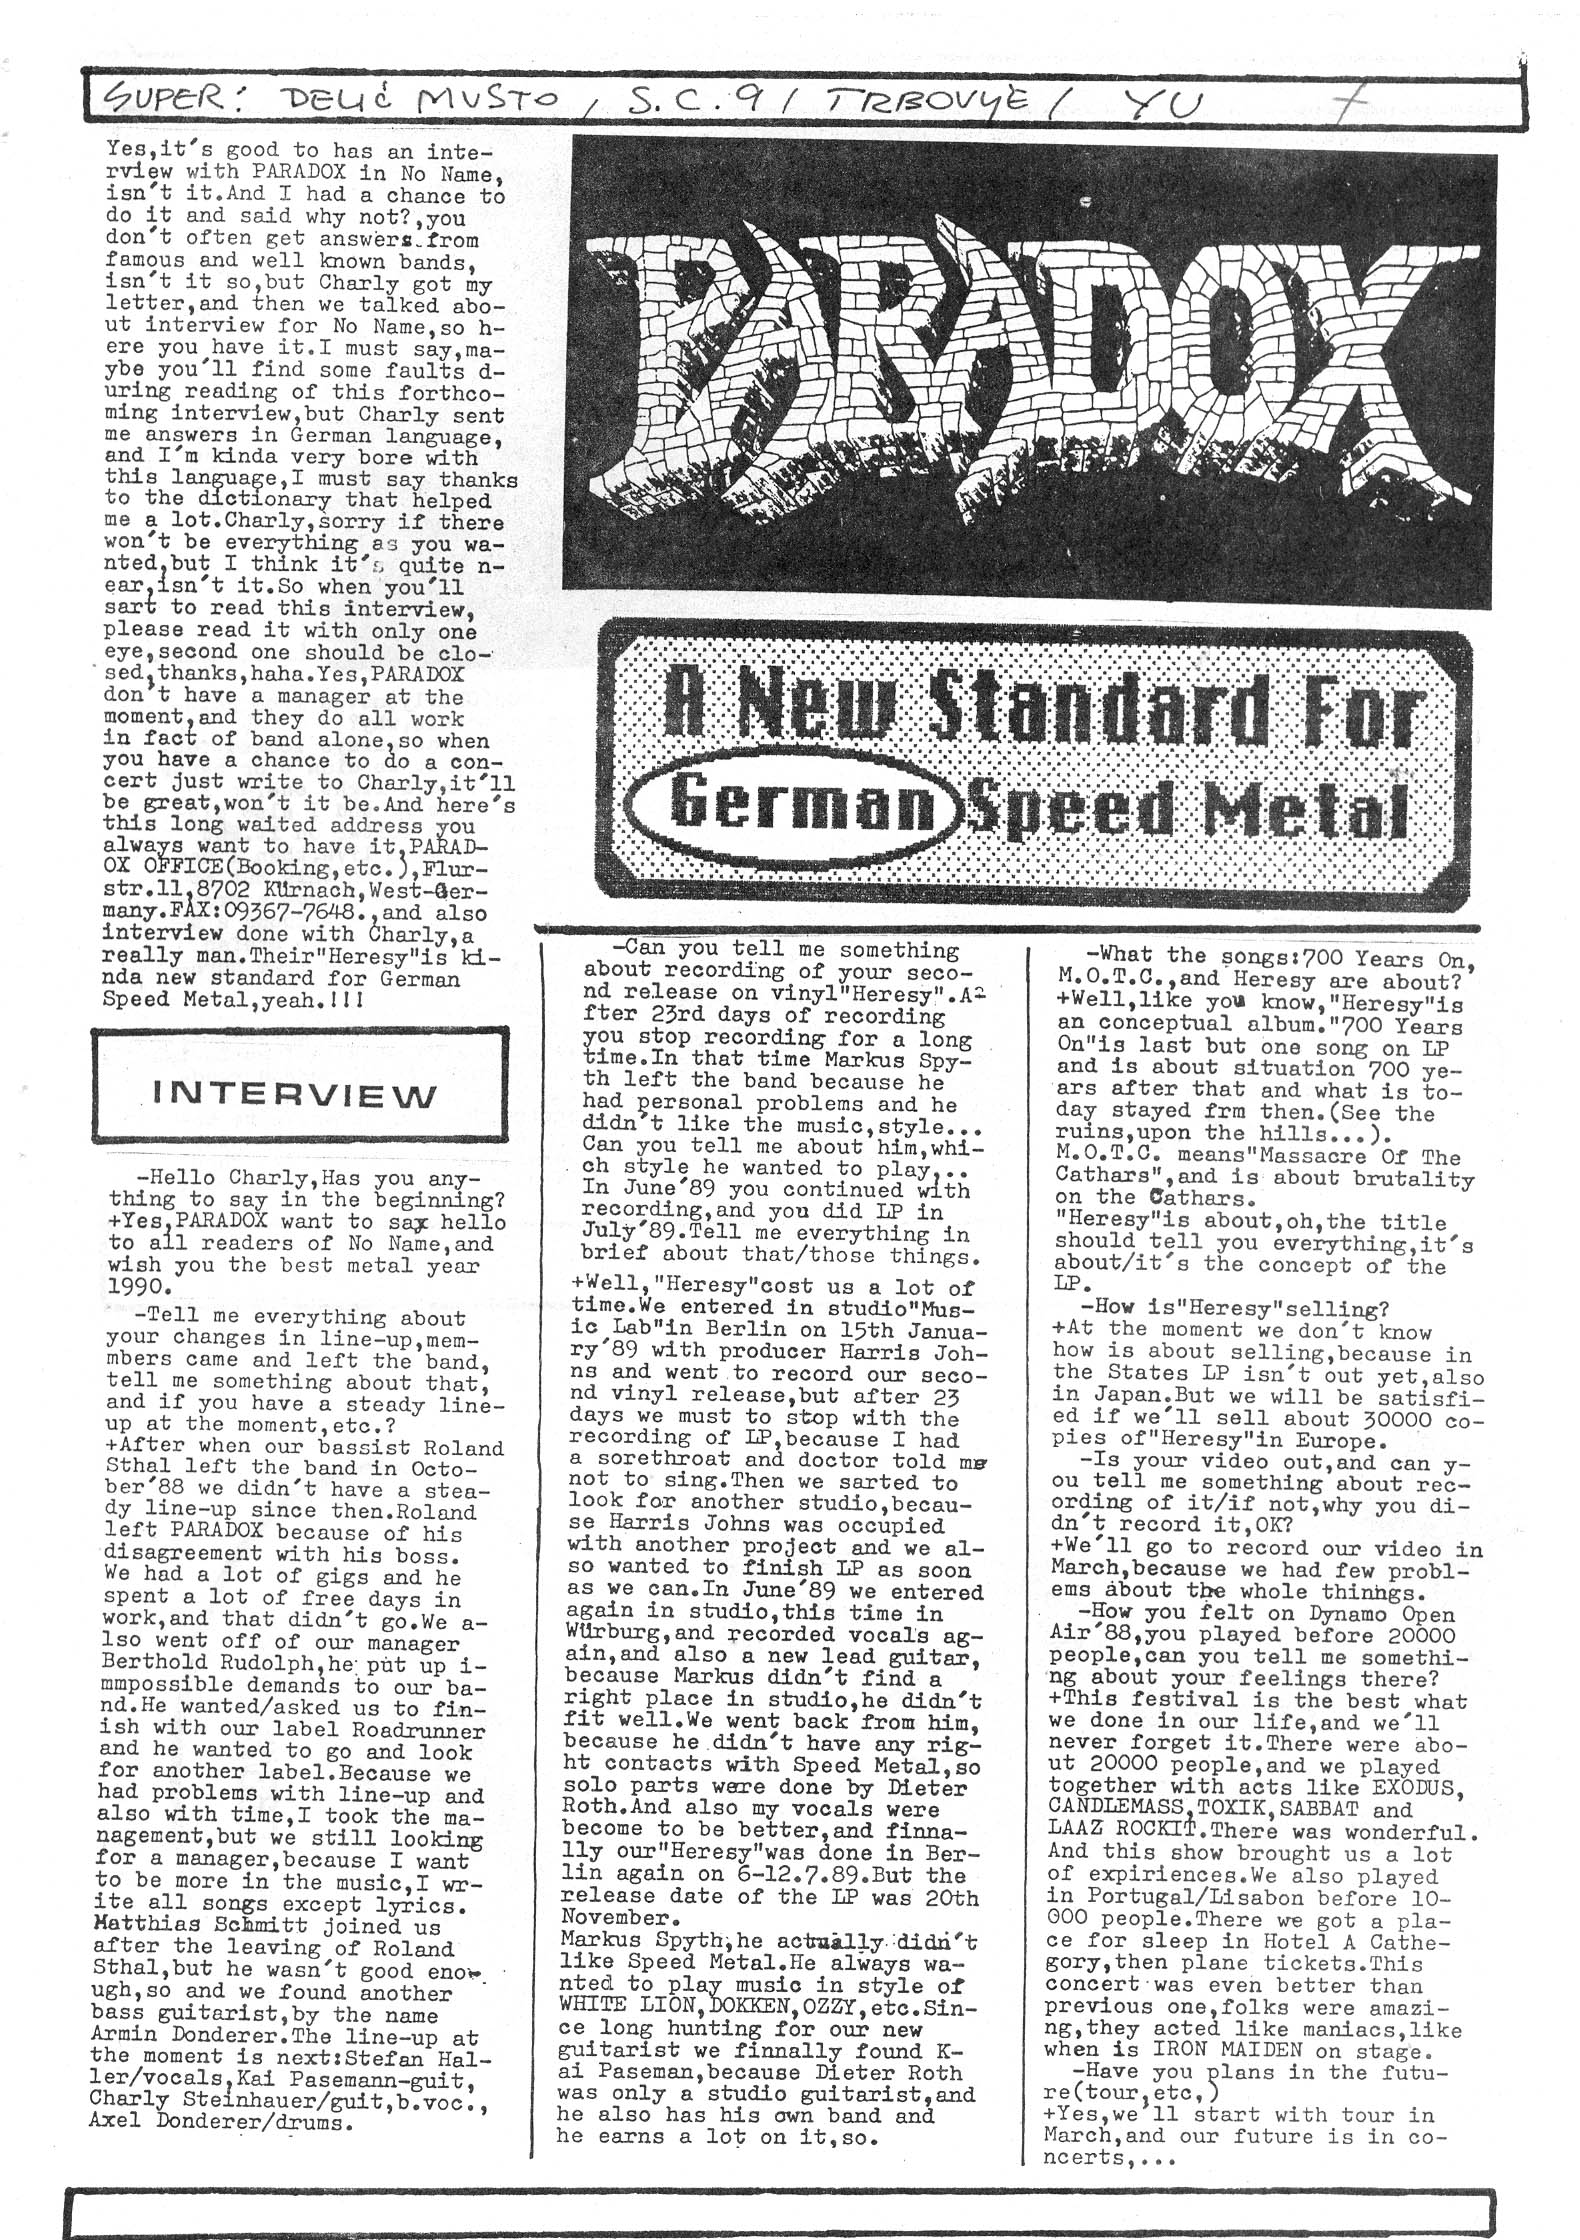 SUPER: DELIĆ MUSTO, S.C. 91 TRBOVLJE / YU
Yes,it's good to has an inte-
rview with PARADOX in No Name,
isn't it.And I had a chance to
do it and said why not?,you
don't often get answers from
famous and well known bands,
isn't it so,but Charly got my
letter,and then we talked abo-
ut interview for No Name,so h-
ere you have it.I must say,ma-
ybe you'll find some faults d-
uring reading of this forthco-
ming interview,but Charly sent
me answers in German language,
and I'm kinda very bore with
this language,I must say thanks
to the dictionary that helped
me a lot.Charly,sorry if there
won't be everything as you wa-
nted,but I think it's quite n-
ear,isn't it.So when you'll
sart to read this interview,
please read it with only one
eye,second one should be clo-
sed,thanks,haha.Yes,PARADOX
don't have a manager at the
moment,and they do all work
in fact of band alone,so when
you have a chance to do a con-
cert just write to Charly,it'll
be great,won't it be.And here's
this long waited address you
always want to have it,PARAD-
OX OFFICE(Booking,etc.),Flur-
str.11,8702 Kürnach,West-Ger-
many.FAX:09367-7648.,and also
interview done with Charly,a
really man.Their"Heresy"is ki-
nda new standard for German
Speed Metal,yeah.!!!
PARADOX
A New Standard For
German Speed Metal
INTERVIEW
-Hello Charly,Has you any-
thing to say in the beginning?
+Yes,PARADOX want to say hello
to all readers of No Name,and
wish you the best metal year
1990.
-Tell me everything about
your changes in line-up,mem-
mbers came and left the band,
tell me something about that,
and if you have a steady line-
up at the moment,etc.?
+After when our bassist Roland
Sthal left the band in Octo-
ber'88 we didn't have a stea-
dy line-up since then.Roland
left PARADOX because of his
disagreement with his boss.
We had a lot of gigs and he
spent a lot of free days in
work,and that didn't go.We a-
lso went off of our manager
Berthold Rudolph,he put up i-
mmpossible demands to our ba-
nd.He wanted/asked us to fin-
ish with our label Roadrunner
and he wanted to go and look
for another label.Because we
had problems with line-up and
also with time,I took the ma-
nagement,but we still looking
for a manager,because I want
to be more in the music,I wr-
ite all songs except lyrics.
Matthias Schmitt joined us
after the leaving of Roland
Sthal,but he wasn't good eno-
ugh,so and we found another
bass guitarist,by the name
Armin Donderer.The line-up at
the moment is next:Stefan Hal-
ler/vocals,Kai Pasemann-guit,
Charly Steinhauer/guit,b.voc.,
Axel Donderer/drums.
-Can you tell me something
about recording of your seco-
nd release on vinyl"Heresy".A-
fter 23rd days of recording
you stop recording for a long
time.In that time Markus Spy-
th left the band because he
had personal problems and he
didn't like the music,style...
Can you tell me about him,whi-
ch style he wanted to play,..
In June'89 you continued with
recording,and you did LP in
July'89.Tell me everything in
brief about that/those things.
+Well,"Heresy"cost us a lot of
time.We entered in studio"Mus-
ic Lab"in Berlin on 15th Janua-
ry'89 with producer Harris Joh-
ns and went to record our seco-
nd vinyl release,but after 23
days we must to stop with the
recording of LP,because I had
a sorethroat and doctor told me
not to sing.Then we sarted to
look for another studio,becau-
se Harris Johns was occupied
with another project and we al-
so wanted to finish LP as soon
as we can.In June'89 we entered
again in studio,this time in
Würburg,and recorded vocals ag-
ain,and also a new lead guitar,
because Markus didn't find a
right place in studio,he didn't
fit well.We went back from him,
because he didn't have any rig-
ht contacts with Speed Metal,so
solo parts were done by Dieter
Roth.And also my vocals were
become to be better,and finna-
lly our"Heresy"was done in Ber-
lin again on 6-12.7.89.But the
release date of the LP was 20th
November.
Markus Spyth,he actually didn't
like Speed Metal.He always wa-
nted to play music in style of
WHITE LION,DOKKEN,OZZY,etc.Sin-
ce long hunting for our new
guitarist we finnally found K-
ai Paseman,because Dieter Roth
was only a studio guitarist,and
he also has his own band and
he earns a lot on it,so.
-What the songs:700 Years On,
M.O.T.C.,and Heresy are about?
+Well,like you know,"Heresy"is
an conceptual album."700 Years
On"is last but one song on LP
and is about situation 700 ye-
ars after that and what is to-
day stayed frm then.(See the
ruins,upon the hills...).
M.O.T.C. means"Massacre Of The
Cathars",and is about brutality
on the Cathars.
"Heresy"is about,oh,the title
should tell you everything,it's
about/it's the concept of the
LP.
-How is"Heresy"selling?
+At the moment we don't know
how is about selling,because in
the States LP isn't out yet,also
in Japan.But we will be satisfi-
ed if we'll sell about 30000 co-
pies of"Heresy"in Europe.
-Is your video out,and can y-
ou tell me something about rec-
ording of it/if not,why you di-
dn't record it,OK?
+We'll go to record our video in
March,because we had few probl-
ems about the whole thinhgs.
-How you felt on Dynamo Open
Air'88,you played before 20000
people,can you tell me somethi-
ng about your feelings there?
+This festival is the best what
we done in our life,and we'll
never forget it.There were abo-
ut 20000 people,and we played
together with acts like EXODUS,
CANDLEMASS,TOXIK,SABBAT and
LAAZ ROCKIT.There was wonderful.
And this show brought us a lot
of expiriences.We also played
in Portugal/Lisabon before 10-
000 people.There we got a pla-
ce for sleep in Hotel A Cathe-
gory,then plane tickets.This
concert was even better than
previous one,folks were amazi-
ng,they acted like maniacs,like
when is IRON MAIDEN on stage.
-Have you plans in the futu-
re(tour,etc,)
+Yes,we'll start with tour in
March,and our future is in co-
ncerts,...